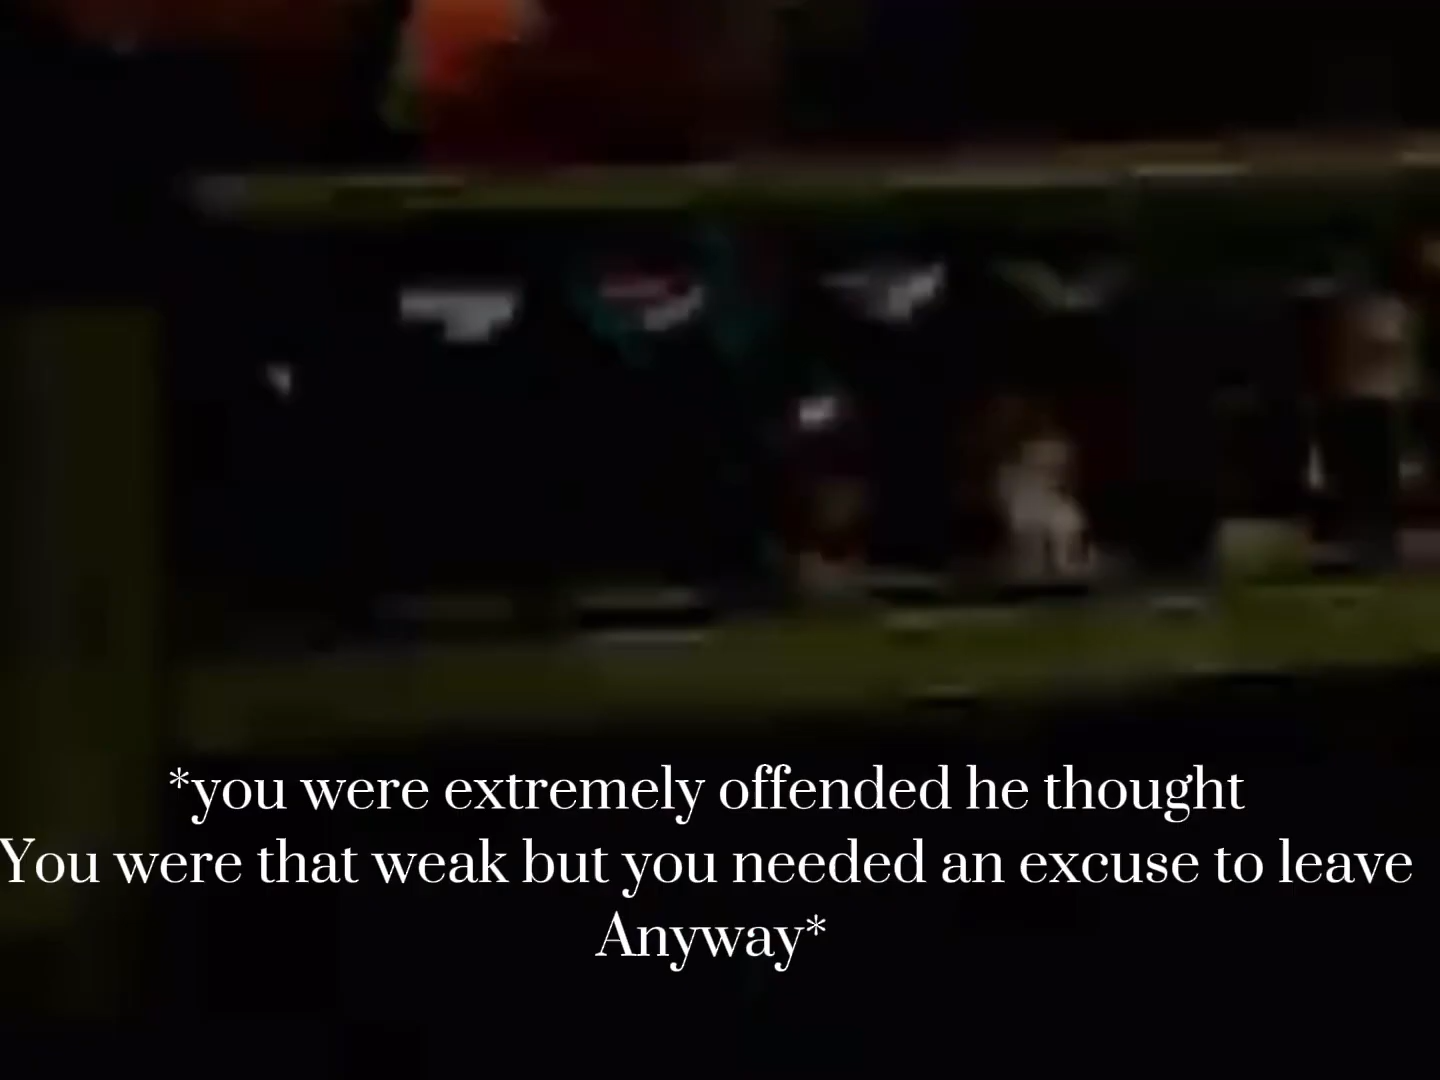 *you were extremely offended he thought
You were that weak but you needed an excuse to leave
Anyway*